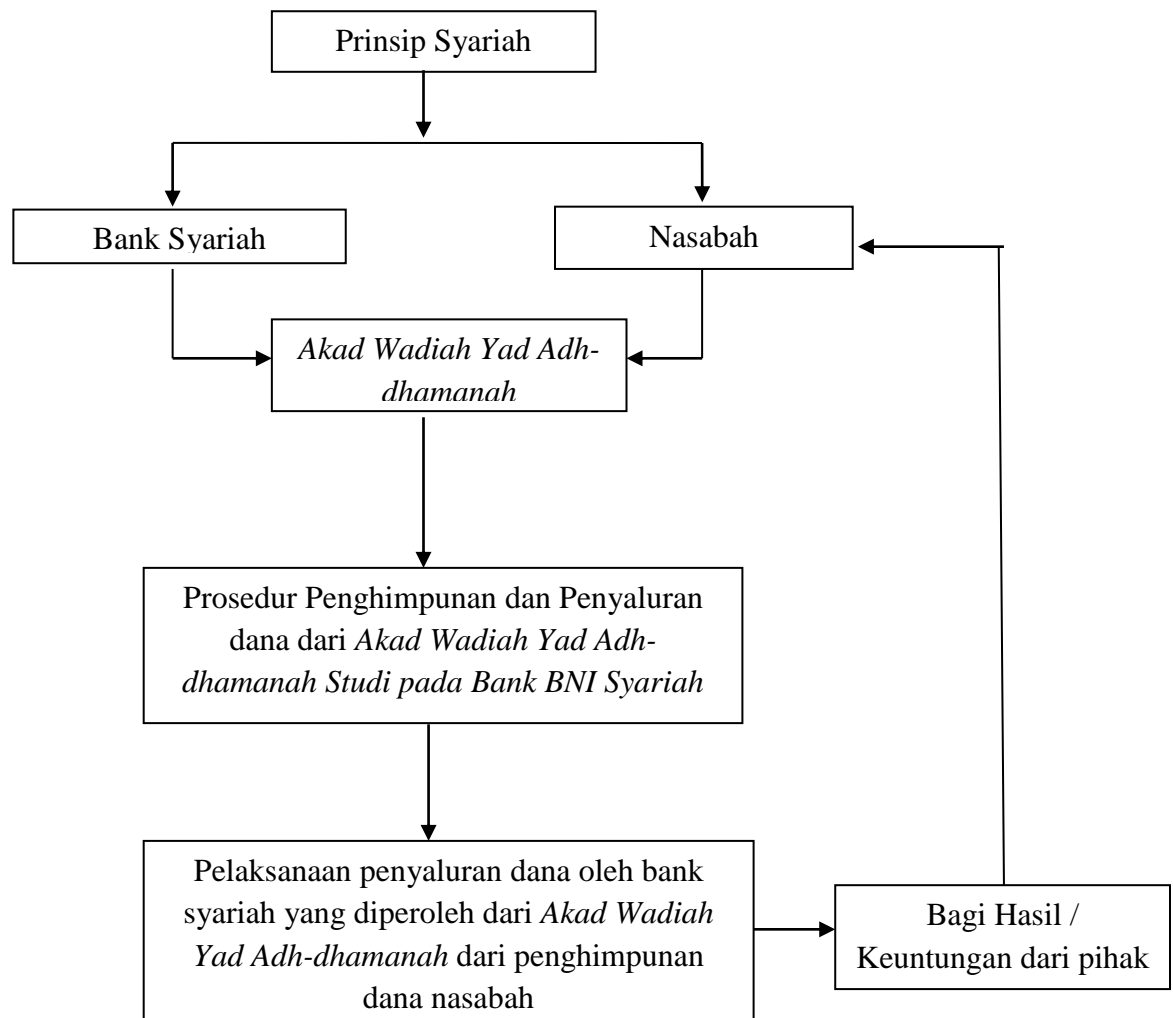 Prinsip Syariah
Bank Syariah
Nasabah
Akad Wadiah Yad Adh-
dhamanah
Prosedur Penghimpunan dan Penyaluran
dana dari Akad Wadiah Yad Adh-
dhamanah Studi pada Bank BNI Syariah
Pelaksanaan penyaluran dana oleh bank
syariah yang diperoleh dari Akad Wadiah
Yad Adh-dhamanah dari penghimpunan
dana nasabah
Bagi Hasil /
Keuntungan dari pihak